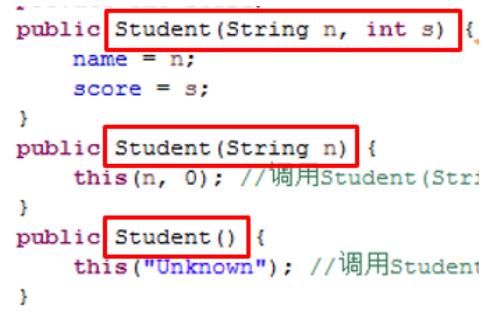 public Student(String n, int s) {
name = n;
score = s;
}
public Student(String n) {
this(n, 0); //调用Student(Stri
}
public Student() {
this("Unknown"); //调用Student
}